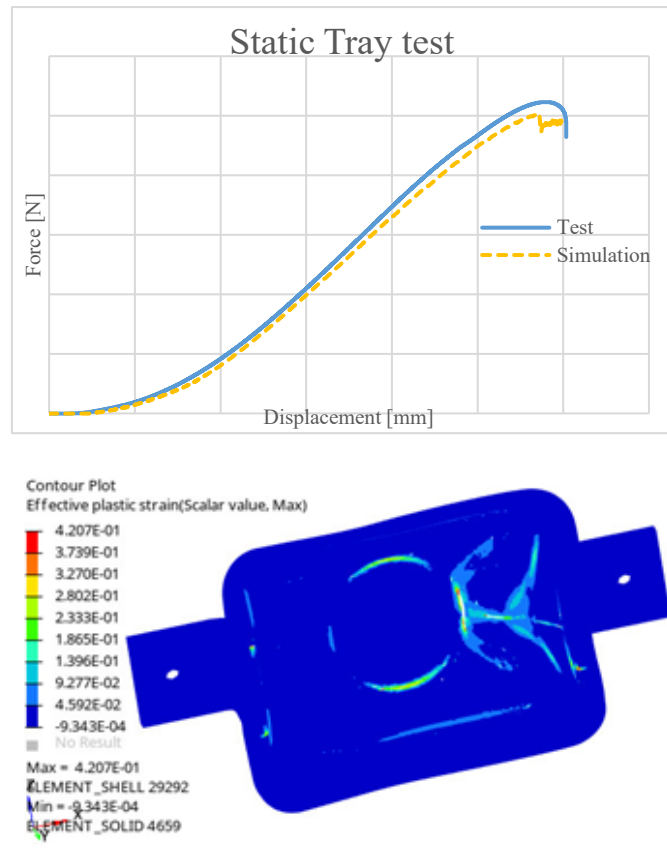 Static Tray test
Force [N]
Test
Simulation
Displacement [mm]
Contour Plot
Effective plastic strain(Scalar value, Max)
4.207E-01
3.739E-01
3.270E-01
2.802E-01
2.333E-01
1.865E-01
1.396E-01
9.277E-02
4.592E-02
-9.343E-04
No Result
Max = 4.207E-01
ELEMENT_SHELL 29292
Min = -9.343E-04
X
ELEMENT_SOLID 4659
Y